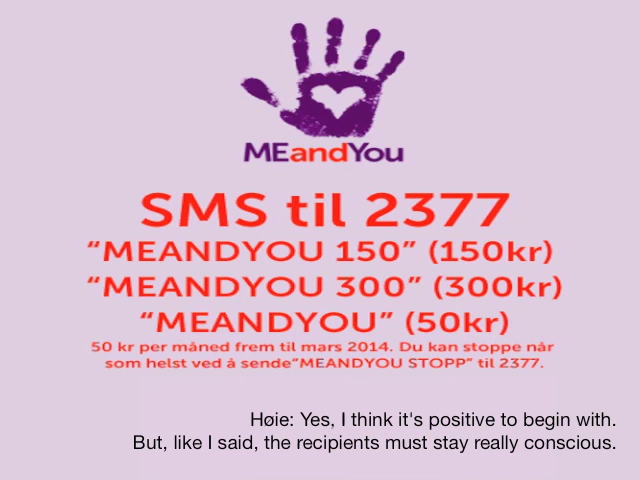 MEandYou
SMS til 2377
“MEANDYOU 150” (150kr)
“MEANDYOU 300” (300kr)
“MEANDYOU” (50kr)
50 kr per måned frem til mars 2014. Du kan stoppe når
som helst ved å sende“MEANDYOU STOPP” til 2377.
Høie: Yes, I think it's positive to begin with.
But, like I said, the recipients must stay really conscious.